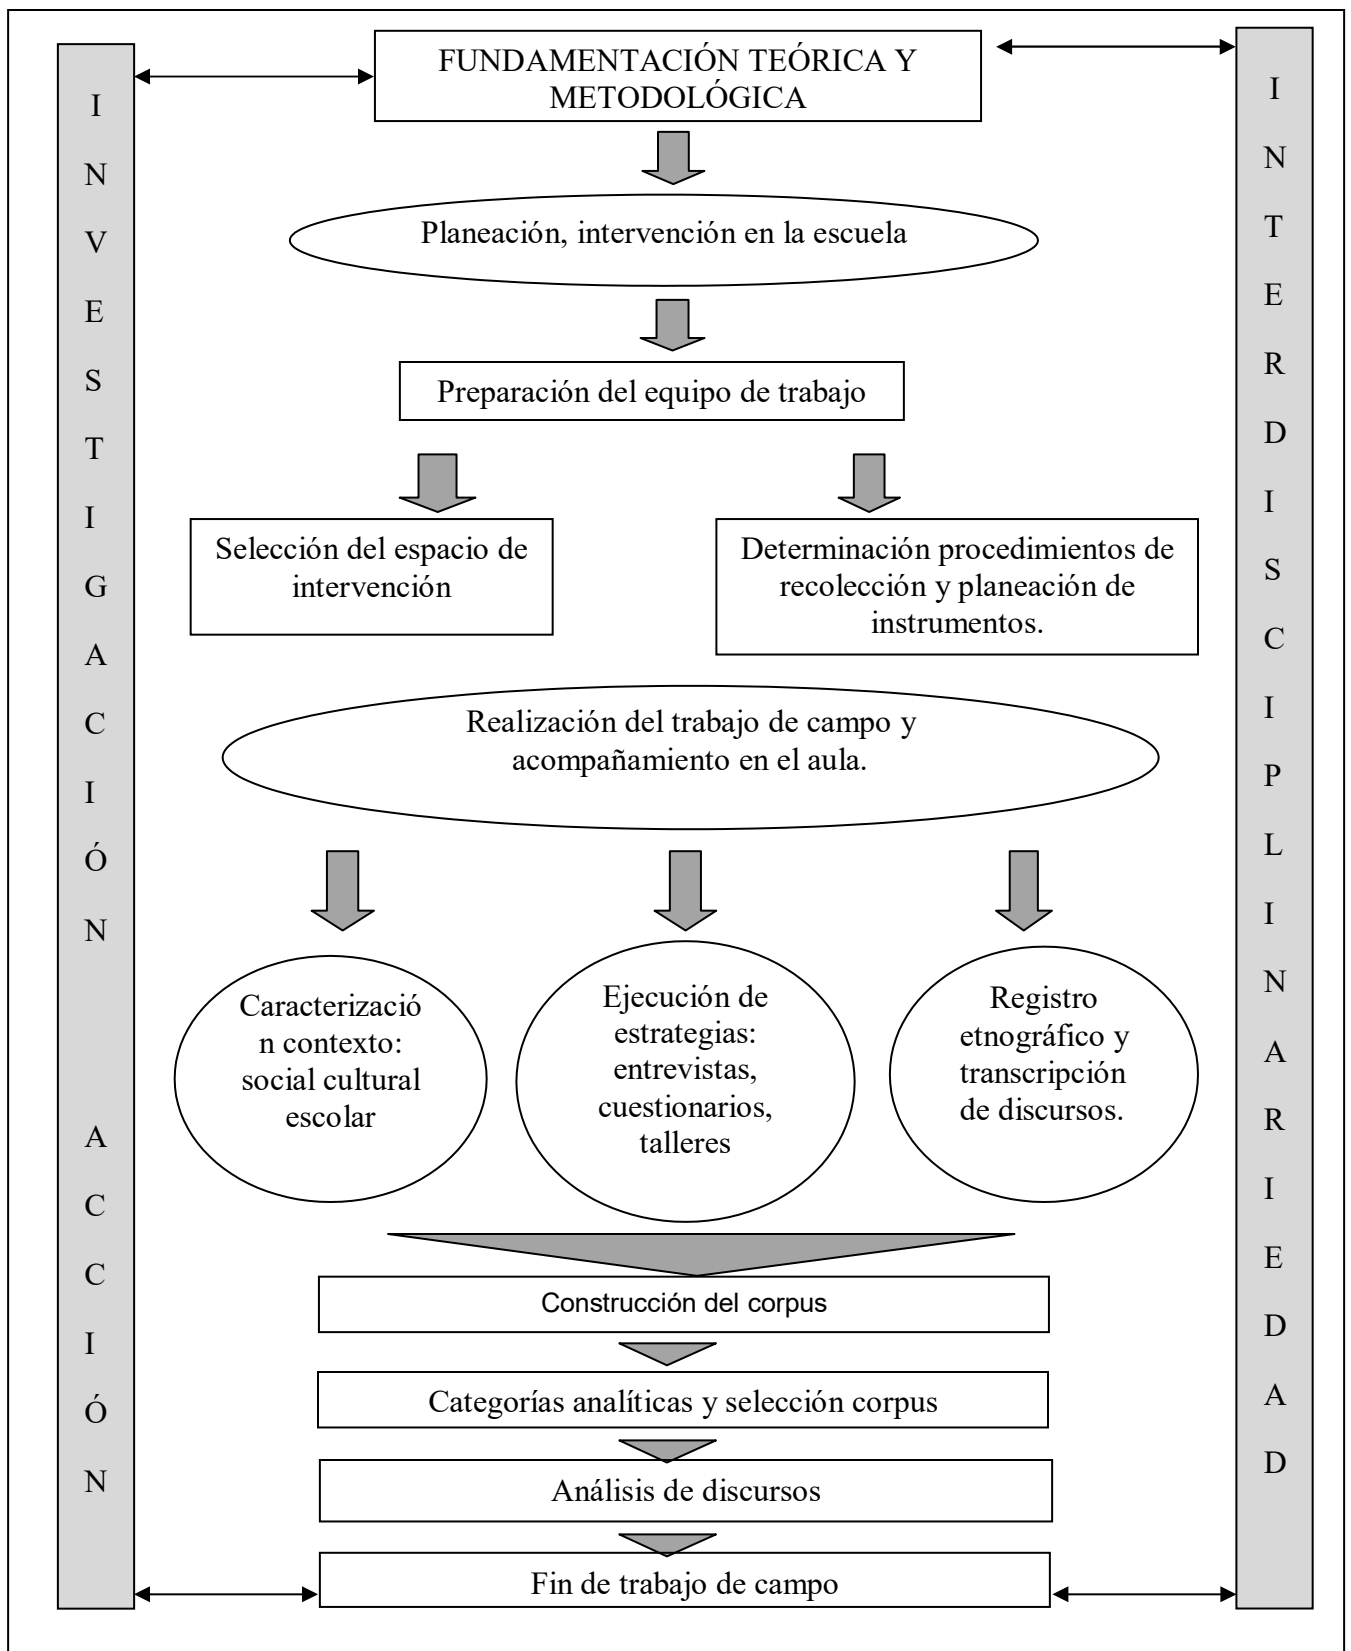 INVESTIGACIÓN ACCIÓN
FUNDAMENTACIÓN TEÓRICA Y
METODOLÓGICA
Planeación, intervención en la escuela
Preparación del equipo de trabajo
Selección del espacio de
intervención
Determinación procedimientos de
recolección y planeación de
instrumentos.
Realización del trabajo de campo y
acompañamiento en el aula.
Caracterizació
n contexto:
social cultural
escolar
Ejecución de
estrategias:
entrevistas,
cuestionarios,
talleres
Registro
etnográfico y
transcripción
de discursos.
Construcción del corpus
Categorías analíticas y selección corpus
Análisis de discursos
Fin de trabajo de campo
INTERDISCIPLINARIEDAD